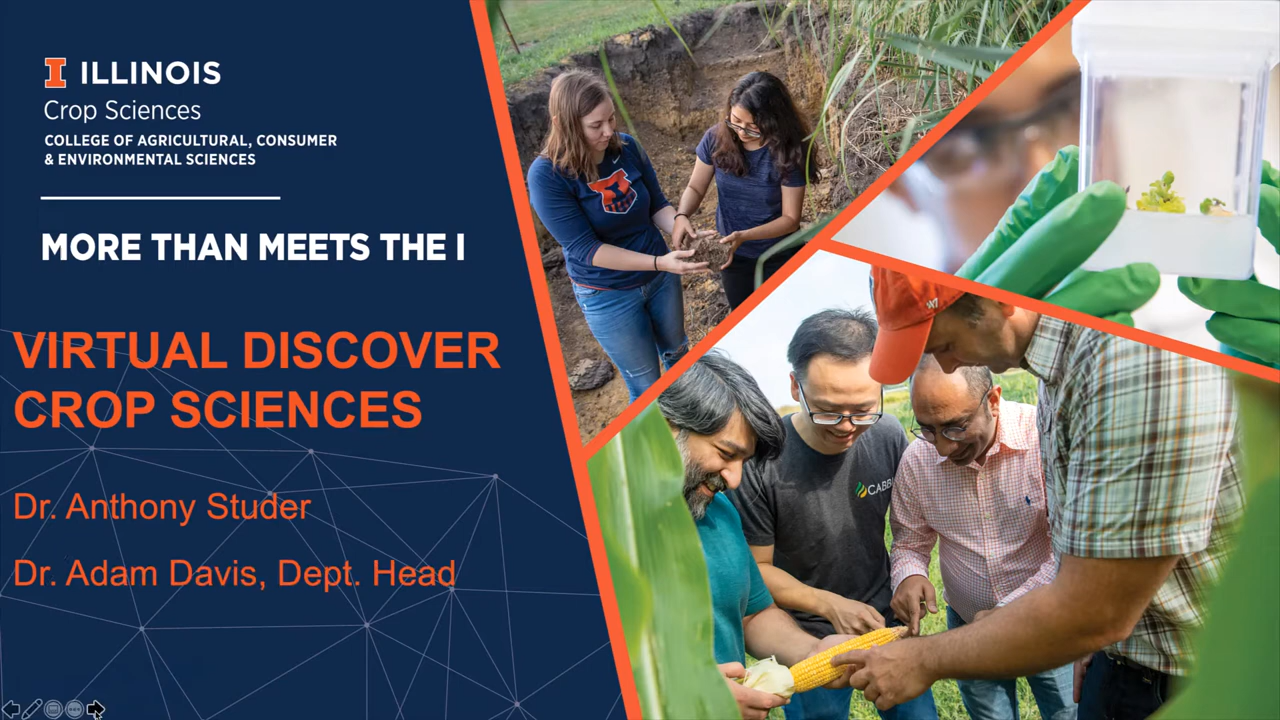 I ILLINOIS
Crop Sciences
COLLEGE OF AGRICULTURAL, CONSUMER
& ENVIRONMENTAL SCIENCES
MORE THAN MEETS THE I
VIRTUAL DISCOVER
CROP SCIENCES
Dr. Anthony Studer
Dr. Adam Davis, Dept. Head